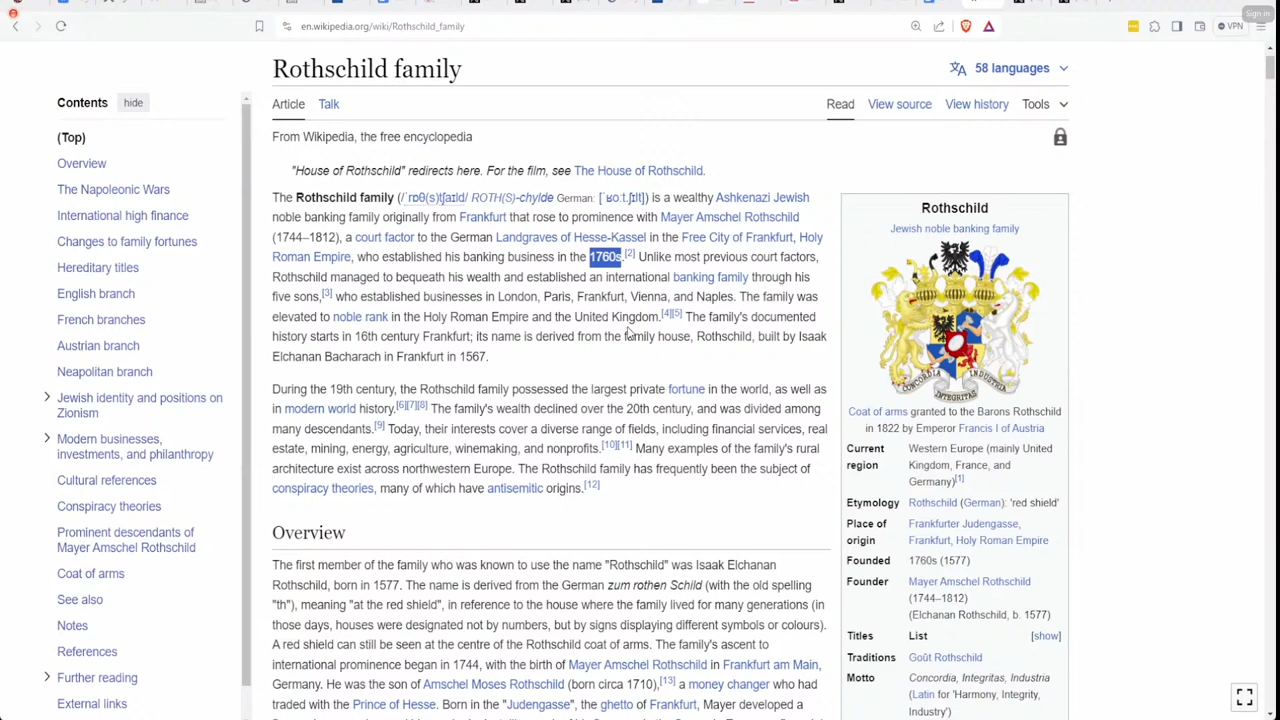 Sign in
en.wikipedia.org/wiki/Rothschild_family
VPN
Rothschild family
58 languages
Contents
hide
(Top)
Overview
The Napoleonic Wars
International high finance
Changes to family fortunes
Hereditary titles
English branch
French branches
Austrian branch
Neapolitan branch
Jewish identity and positions on
Zionism
Modern businesses,
investments, and philanthropy
Cultural references
Conspiracy theories
Prominent descendants of
Mayer Amschel Rothschild
Coat of arms
See also
Notes
References
Further reading
External links
Article
Talk
Read
View source
View history
Tools
From Wikipedia, the free encyclopedia
"House of Rothschild" redirects here. For the film, see The House of Rothschild.
The Rothschild family (/ˈrɒθ(s)tʃaɪld/ ROTH(S)-chylde German: [ˈʁoːt.ʃɪlt]) is a wealthy Ashkenazi Jewish
noble banking family originally from Frankfurt that rose to prominence with Mayer Amschel Rothschild
(1744–1812), a court factor to the German Landgraves of Hesse-Kassel in the Free City of Frankfurt, Holy
Roman Empire, who established his banking business in the 1760s.[2] Unlike most previous court factors,
Rothschild managed to bequeath his wealth and established an international banking family through his
five sons,[3] who established businesses in London, Paris, Frankfurt, Vienna, and Naples. The family was
elevated to noble rank in the Holy Roman Empire and the United Kingdom.[4][5] The family's documented
history starts in 16th century Frankfurt; its name is derived from the family house, Rothschild, built by Isaak
Elchanan Bacharach in Frankfurt in 1567.
During the 19th century, the Rothschild family possessed the largest private fortune in the world, as well as
in modern world history.[6][7][8] The family's wealth declined over the 20th century, and was divided among
many descendants.[9] Today, their interests cover a diverse range of fields, including financial services, real
estate, mining, energy, agriculture, winemaking, and nonprofits.[10][11] Many examples of the family's rural
architecture exist across northwestern Europe. The Rothschild family has frequently been the subject of
conspiracy theories, many of which have antisemitic origins.[12]
Overview
The first member of the family who was known to use the name "Rothschild" was Isaak Elchanan
Rothschild, born in 1577. The name is derived from the German zum rothen Schild (with the old spelling
"th"), meaning "at the red shield", in reference to the house where the family lived for many generations (in
those days, houses were designated not by numbers, but by signs displaying different symbols or colours).
A red shield can still be seen at the centre of the Rothschild coat of arms. The family's ascent to
international prominence began in 1744, with the birth of Mayer Amschel Rothschild in Frankfurt am Main,
Germany. He was the son of Amschel Moses Rothschild (born circa 1710),[13] a money changer who had
traded with the Prince of Hesse. Born in the "Judengasse", the ghetto of Frankfurt, Mayer developed a
Rothschild
Jewish noble banking family
CONCORDIA INTEGRITAS INDUSTRIA
Coat of arms granted to the Barons Rothschild
in 1822 by Emperor Francis I of Austria
Current region Western Europe (mainly United
Kingdom, France, and
Germany)[1]
Etymology Rothschild (German): 'red shield'
Place of origin Frankfurter Judengasse,
Frankfurt, Holy Roman Empire
Founded 1760s (1577)
Founder Mayer Amschel Rothschild
(1744–1812)
(Elchanan Rothschild, b. 1577)
Titles List [show]
Traditions Goût Rothschild
Motto Concordia, Integritas, Industria
(Latin for 'Harmony, Integrity,
Industry')